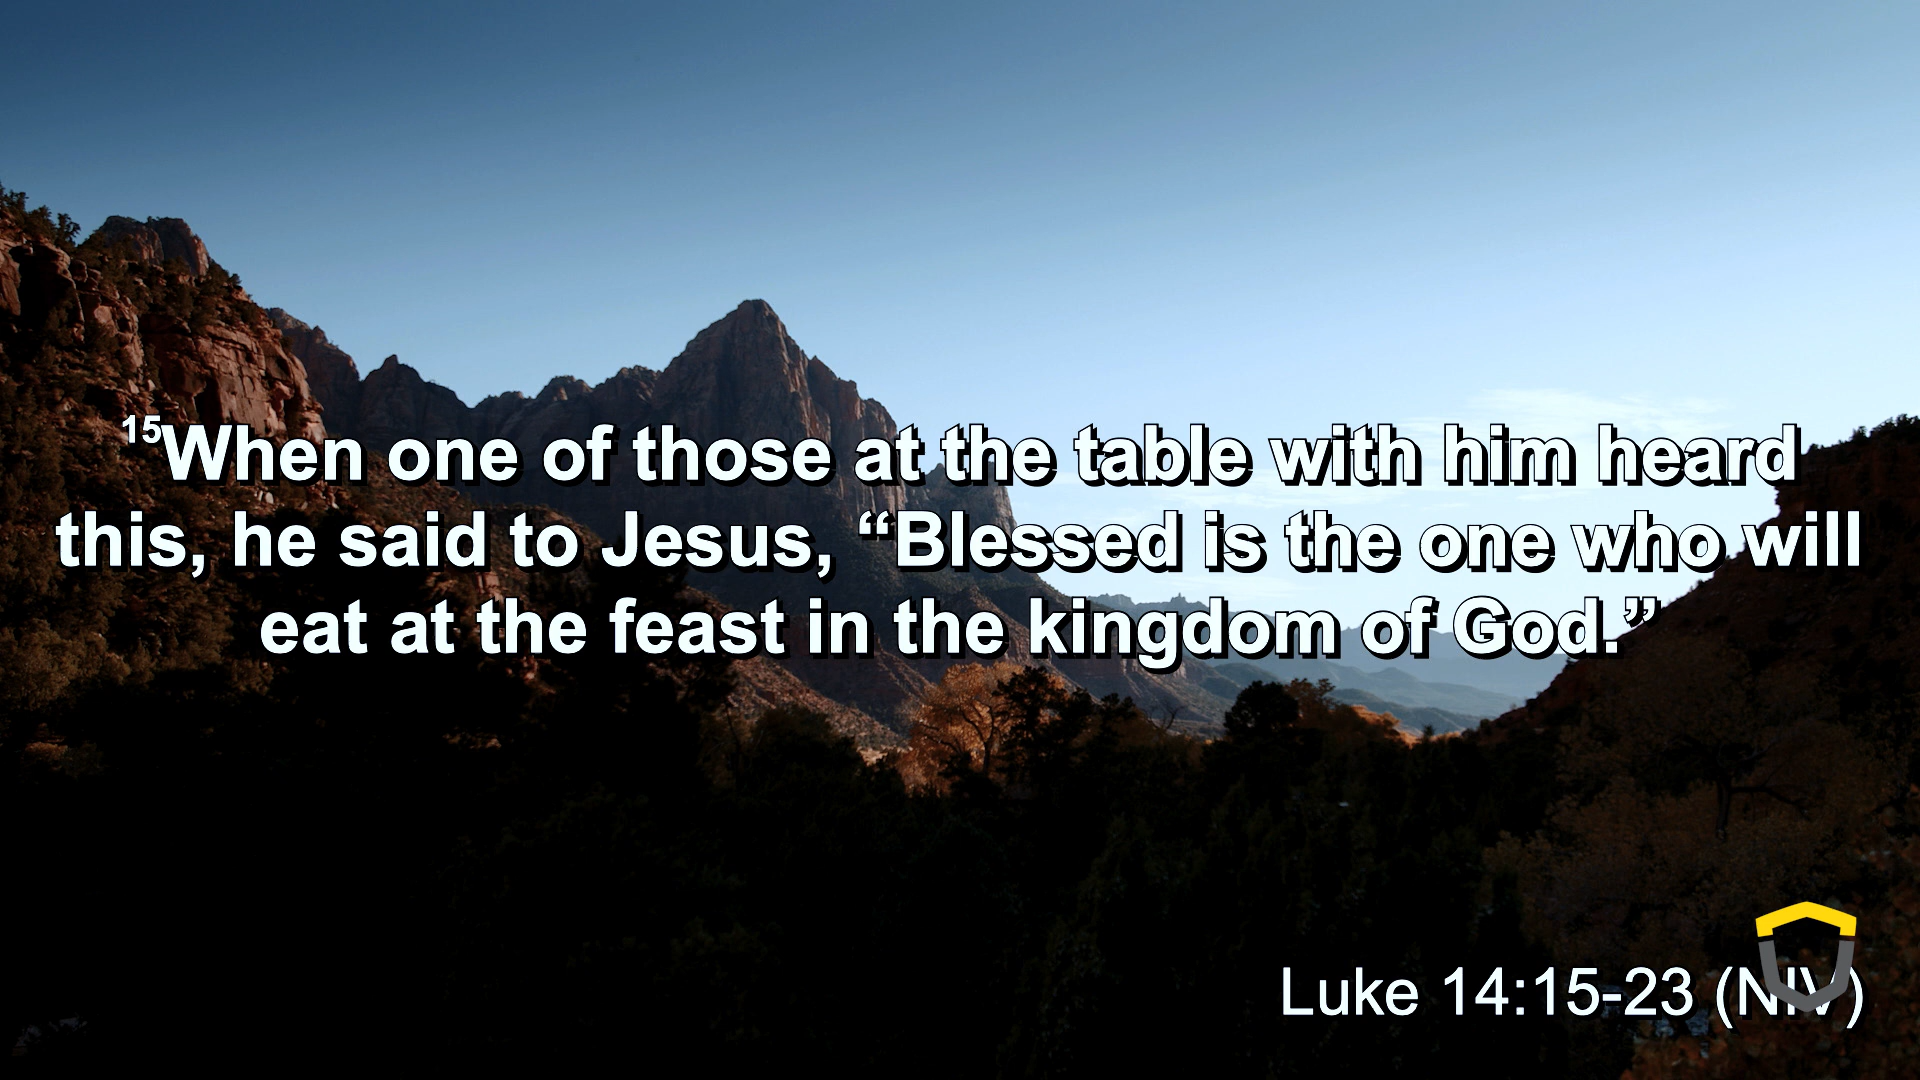 15When one of those at the table with him heard
this, he said to Jesus, “Blessed is the one who will
eat at the feast in the kingdom of God.”
Luke 14:15-23 (NIV)